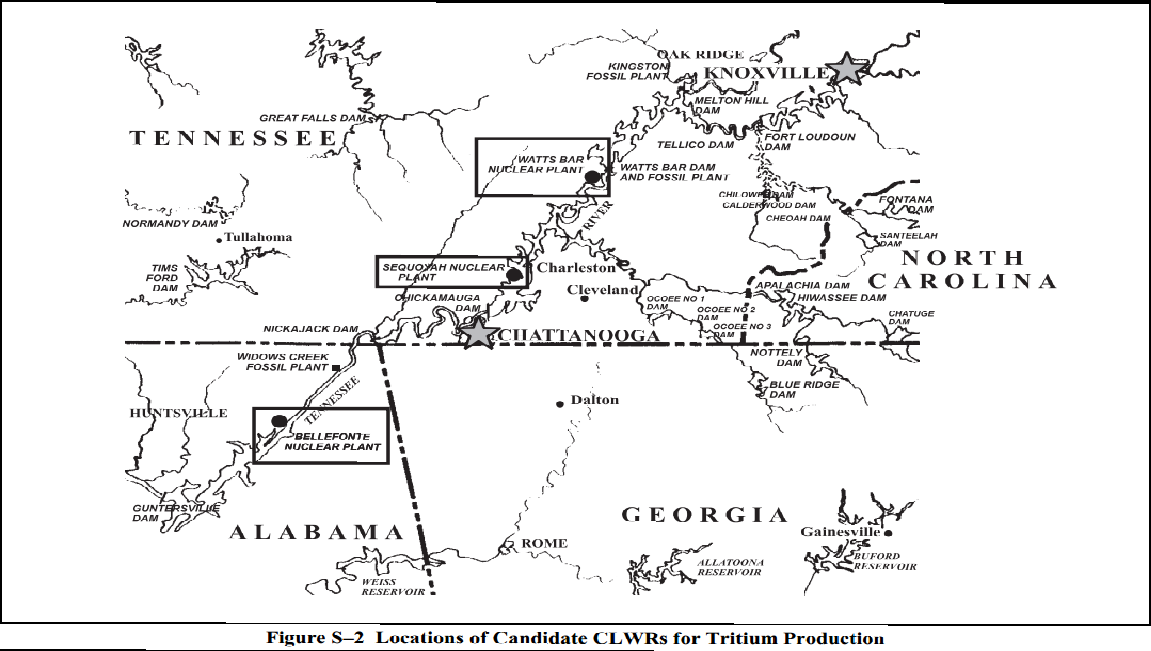 OAK RIDGE
KINGSTON
FOSSIL PLANT
KNOXVILLE
MELTON HILL
DAM
GREAT FALLS DAM
TENNESSEE
TELLICO DAM
FORT LOUDOUN
DAM
WATTS BAR
NUCLEAR PLANT
WATTS BAR DAM
AND FOSSIL PLANT
CHILOWEE DAM
CALDERWOOD DAM
CHEOAH DAM
FONTANA
DAM
SANTEELAH
DAM
NORTH
CAROLINA
NORMANDY DAM
Tullahoma
TIMS
FORD
DAM
RIVER
SEQUOYAH NUCLEAR
PLANT
Charleston
Cleveland
CHICKAMAUGA
DAM
OCOEE NO 1
DAM
OCOEE NO 2
DAM
OCOEE NO 3
DAM
APALACHIA DAM
HIWASSEE DAM
CHATUGE
DAM
NICKAJACK DAM
CHATTANOOGA
NOTTELY
DAM
BLUE RIDGE
DAM
WIDOWS CREEK
FOSSIL PLANT
TENNESSEE
Dalton
HUNTSVILLE
BELLEFONTE
NUCLEAR PLANT
GUNTERSVILLE
DAM
ALABAMA
GEORGIA
ROME
Gainesville
WEISS
RESERVOIR
ALLATOONA
RESERVOIR
BUFORD
RESERVOIR
Figure S–2 Locations of Candidate CLWRs for Tritium Production